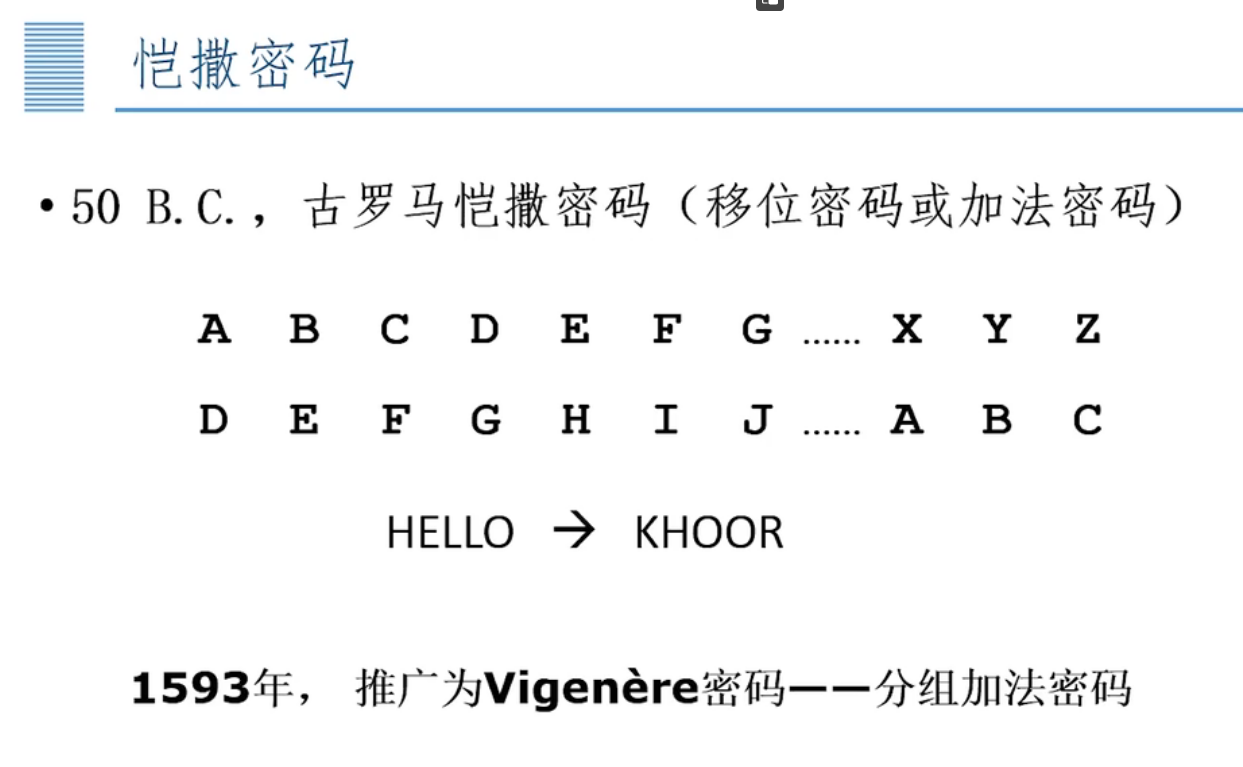 恺撒密码
• 50 B.C.，古罗马恺撒密码（移位密码或加法密码）
A B C D E F G …… X Y Z
D E F G H I J …… A B C
HELLO → KHOOR
1593年， 推广为Vigenère密码——分组加法密码